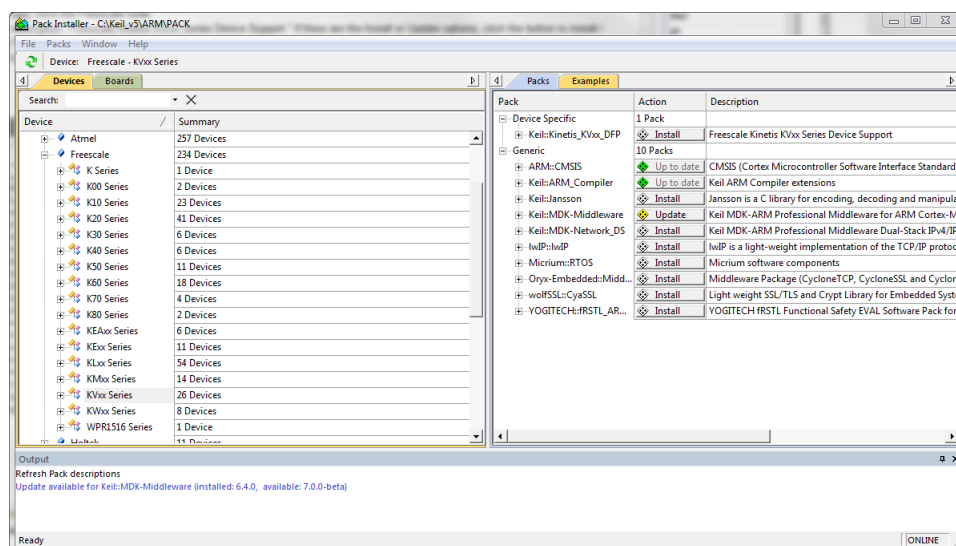 Pack Installer - C:\Keil_v5\ARM\PACK
File Packs Window Help
Device: Freescale - KVxx Series
Devices Boards
Search:
Device / Summary
Atmel 257 Devices
Freescale 234 Devices
K Series 1 Device
K00 Series 2 Devices
K10 Series 23 Devices
K20 Series 41 Devices
K30 Series 6 Devices
K40 Series 6 Devices
K50 Series 11 Devices
K60 Series 18 Devices
K70 Series 4 Devices
K80 Series 2 Devices
KEAxx Series 6 Devices
KExx Series 11 Devices
KLxx Series 54 Devices
KMxx Series 14 Devices
KVxx Series 26 Devices
KWxx Series 8 Devices
WPR1516 Series 1 Device
Holtek 11 Devices
Packs Examples
Pack Action Description
Device Specific 1 Pack
Keil::Kinetis_KVxx_DFP Install Freescale Kinetis KVxx Series Device Support
Generic 10 Packs
ARM::CMSIS Up to date CMSIS (Cortex Microcontroller Software Interface Standard
Keil::ARM_Compiler Up to date Keil ARM Compiler extensions
Keil::Jansson Install Jansson is a C library for encoding, decoding and manipula
Keil::MDK-Middleware Update Keil MDK-ARM Professional Middleware for ARM Cortex-M
Keil::MDK-Network_DS Install Keil MDK-ARM Professional Middleware Dual-Stack IPv4/IP
lwIP::lwIP Install lwIP is a light-weight implementation of the TCP/IP protoc
Micrium::RTOS Install Micrium software components
Oryx-Embedded::Midd... Install Middleware Package (CycloneTCP, CycloneSSL and Cyclon
wolfSSL::CyaSSL Install Light weight SSL/TLS and Crypt Library for Embedded Syst
YOGITECH::fRSTL_AR... Install YOGITECH fRSTL Functional Safety EVAL Software Pack for
Output
Refresh Pack descriptions
Update available for Keil::MDK-Middleware (installed: 6.4.0, available: 7.0.0-beta)
Ready ONLINE